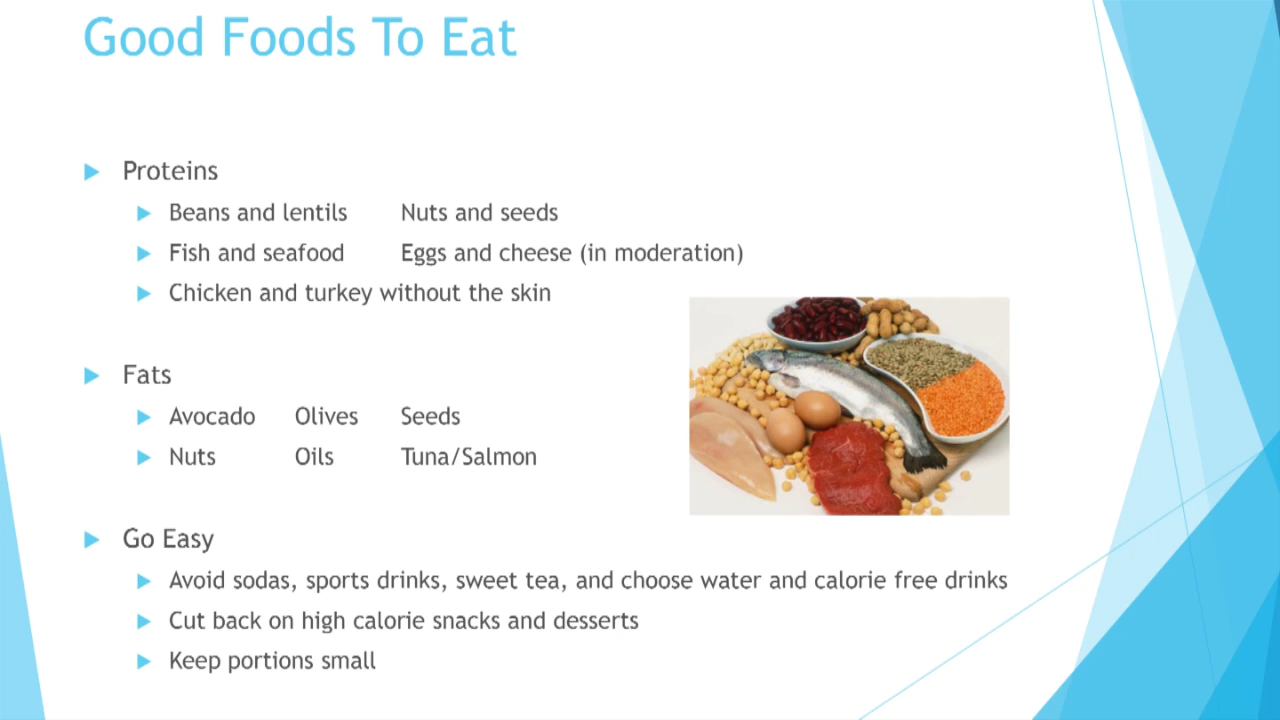 Good Foods To Eat
Proteins
Beans and lentils Nuts and seeds
Fish and seafood Eggs and cheese (in moderation)
Chicken and turkey without the skin
Fats
Avocado Olives Seeds
Nuts Oils Tuna/Salmon
Go Easy
Avoid sodas, sports drinks, sweet tea, and choose water and calorie free drinks
Cut back on high calorie snacks and desserts
Keep portions small